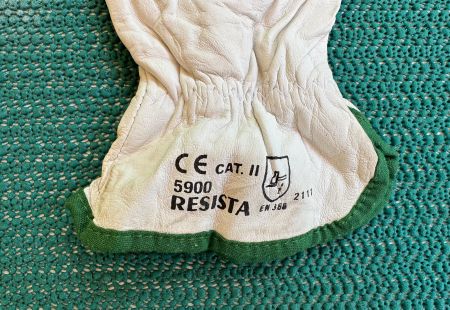 CE CAT. II
5900
RESISTA
EN 388 2111